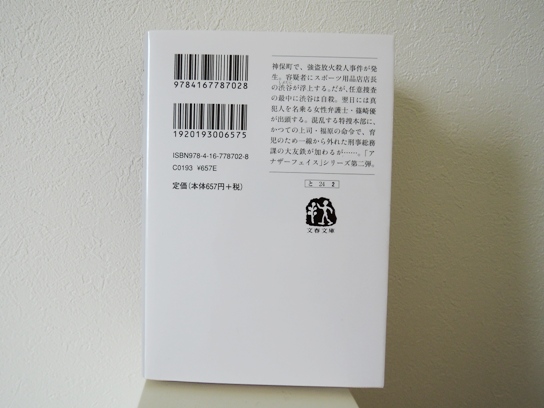 9784167787028
1920193006575
ISBN978-4-16-778702-8
C0193 ¥657E
定価(本体657円+税)
神保町で、強盗放火殺人事件が発
生。容疑者にスポーツ用品店店長
の渋谷が浮上する。だが、任意捜査
の最中に渋谷は自殺。翌日には真
犯人を名乗る女性弁護士・篠崎優
が出頭する。混乱する特捜本部に、
かつての上司・福原の命令で、育
児のため一線から外れた刑事総務
課の大友鉄が加わるが……。「ア
ナザーフェイス」シリーズ第二弾。
と 24 2
文春文庫